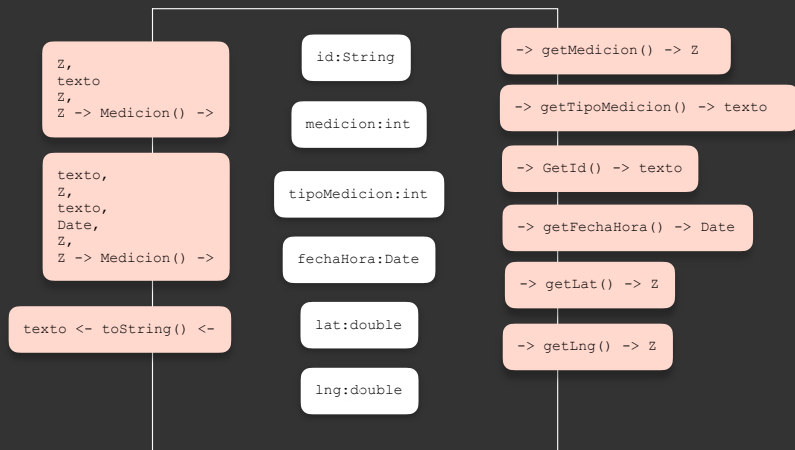 Z,
texto
Z,
Z -> Medicion() ->
texto,
Z,
texto,
Date,
Z,
Z -> Medicion() ->
texto <- toString() <-
id:String
medicion:int
tipoMedicion:int
fechaHora:Date
lat:double
lng:double
-> getMedicion() -> Z
-> getTipoMedicion() -> texto
-> GetId() -> texto
-> getFechaHora() -> Date
-> getLat() -> Z
-> getLng() -> Z